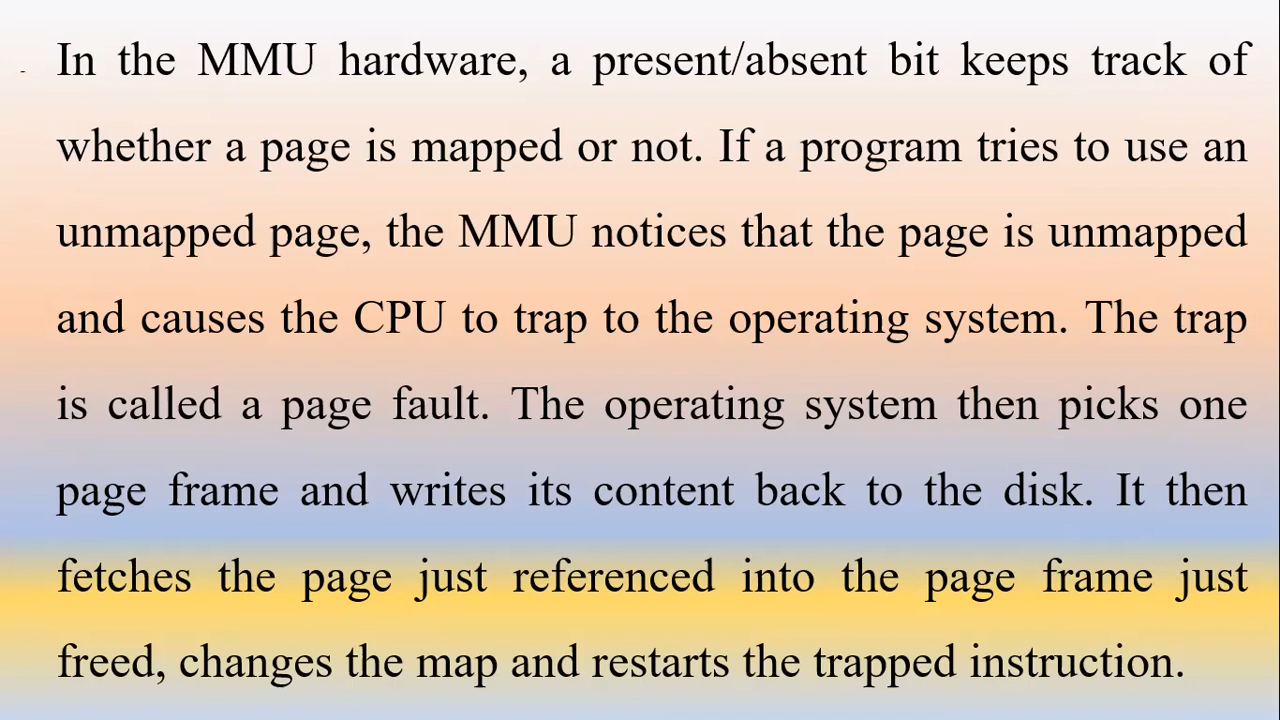 In the MMU hardware, a present/absent bit keeps track of
whether a page is mapped or not. If a program tries to use an
unmapped page, the MMU notices that the page is unmapped
and causes the CPU to trap to the operating system. The trap
is called a page fault. The operating system then picks one
page frame and writes its content back to the disk. It then
fetches the page just referenced into the page frame just
freed, changes the map and restarts the trapped instruction.